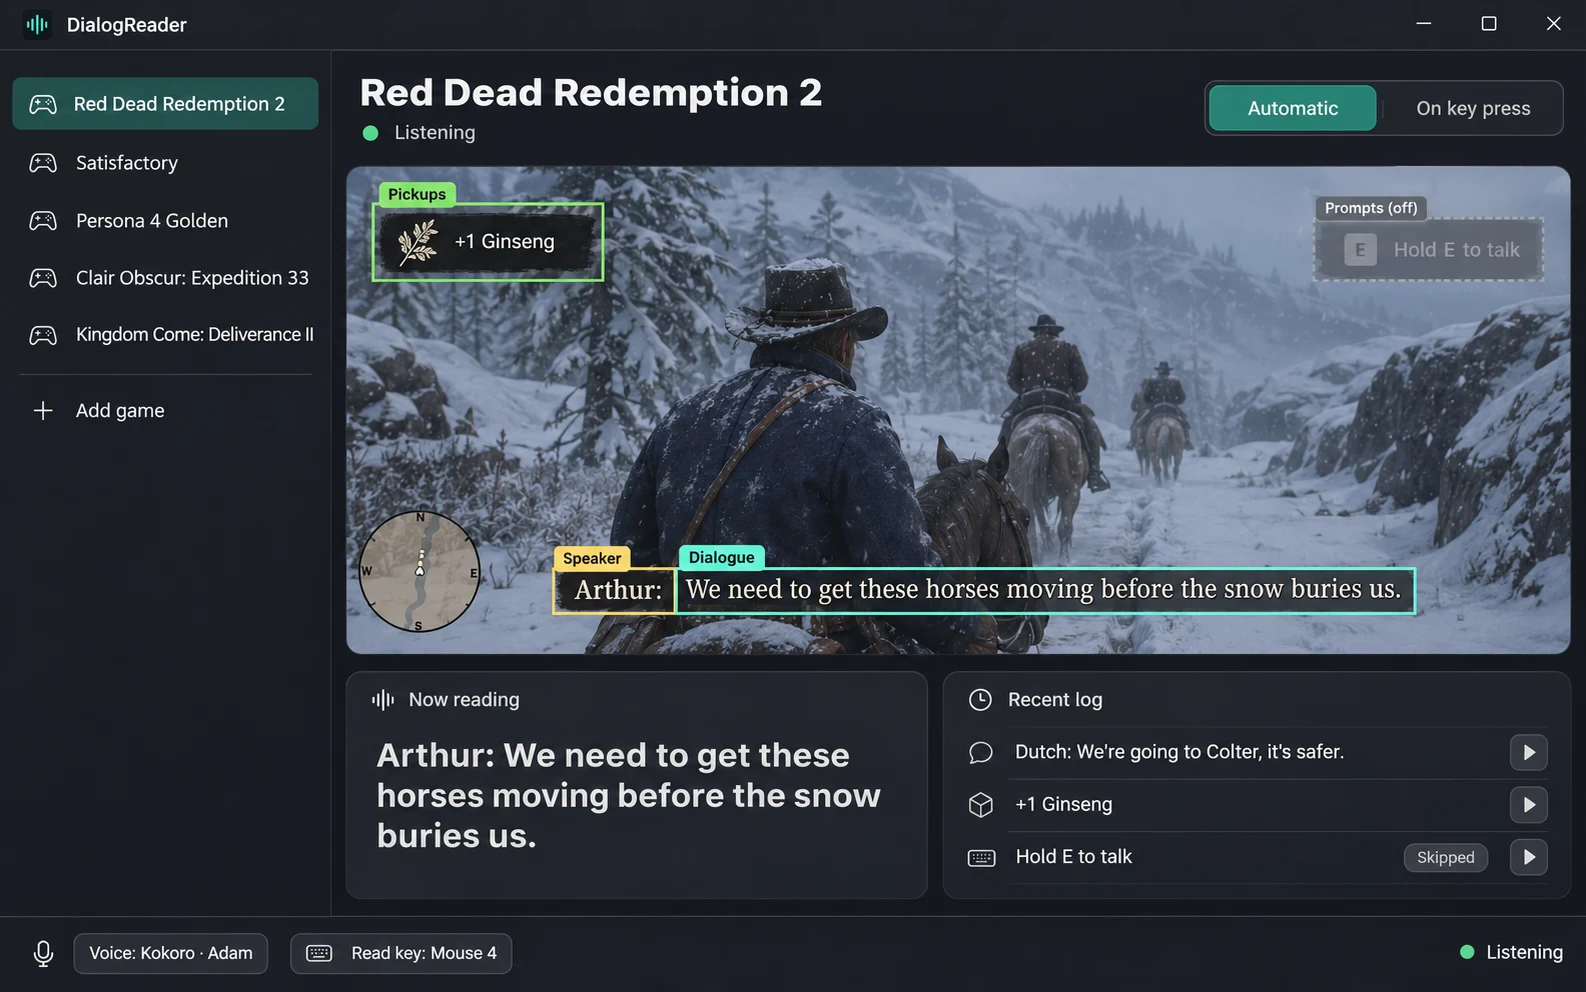 DialogReader
Red Dead Redemption 2
Satisfactory
Persona 4 Golden
Clair Obscur: Expedition 33
Kingdom Come: Deliverance II
Add game
Red Dead Redemption 2
Listening
Automatic
On key press
Pickups
+1 Ginseng
Prompts (off)
E Hold E to talk
N
W
E
S
Speaker
Dialogue
Arthur: We need to get these horses moving before the snow buries us.
Now reading
Arthur: We need to get these
horses moving before the snow
buries us.
Recent log
Dutch: We're going to Colter, it's safer.
+1 Ginseng
Hold E to talk
Skipped
Voice: Kokoro · Adam
Read key: Mouse 4
Listening